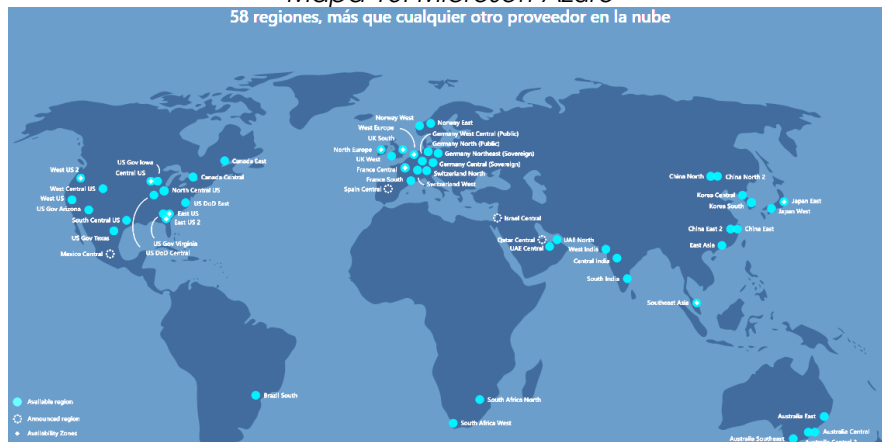 Mapa 10. Microsoft Azure
58 regiones, más que cualquier otro proveedor en la nube
Norway West
Norway East
West Europe
Germany West Central (Public)
UK South
Germany North (Public)
North Europe
Germany Northeast (Sovereign)
UK West
Germany Central (Sovereign)
France Central
Switzerland North
France South
Switzerland West
Spain Central
US Gov Iowa
Canada East
West US 2
Central US
Canada Central
West Central US
North Central US
West US
US DoD East
US Gov Arizona
East US
South Central US
East US 2
US Gov Texas
US Gov Virginia
Mexico Central
US DoD Central
Israel Central
Qatar Central
UAE North
UAE Central
West India
Central India
South India
China North
China North 2
Korea Central
Korea South
Japan East
Japan West
China East 2
China East
East Asia
Southeast Asia
Brazil South
South Africa North
South Africa West
Australia East
Australia Central
Australia Southeast
Australia Central 2
Available region
Announced region
Availability Zones